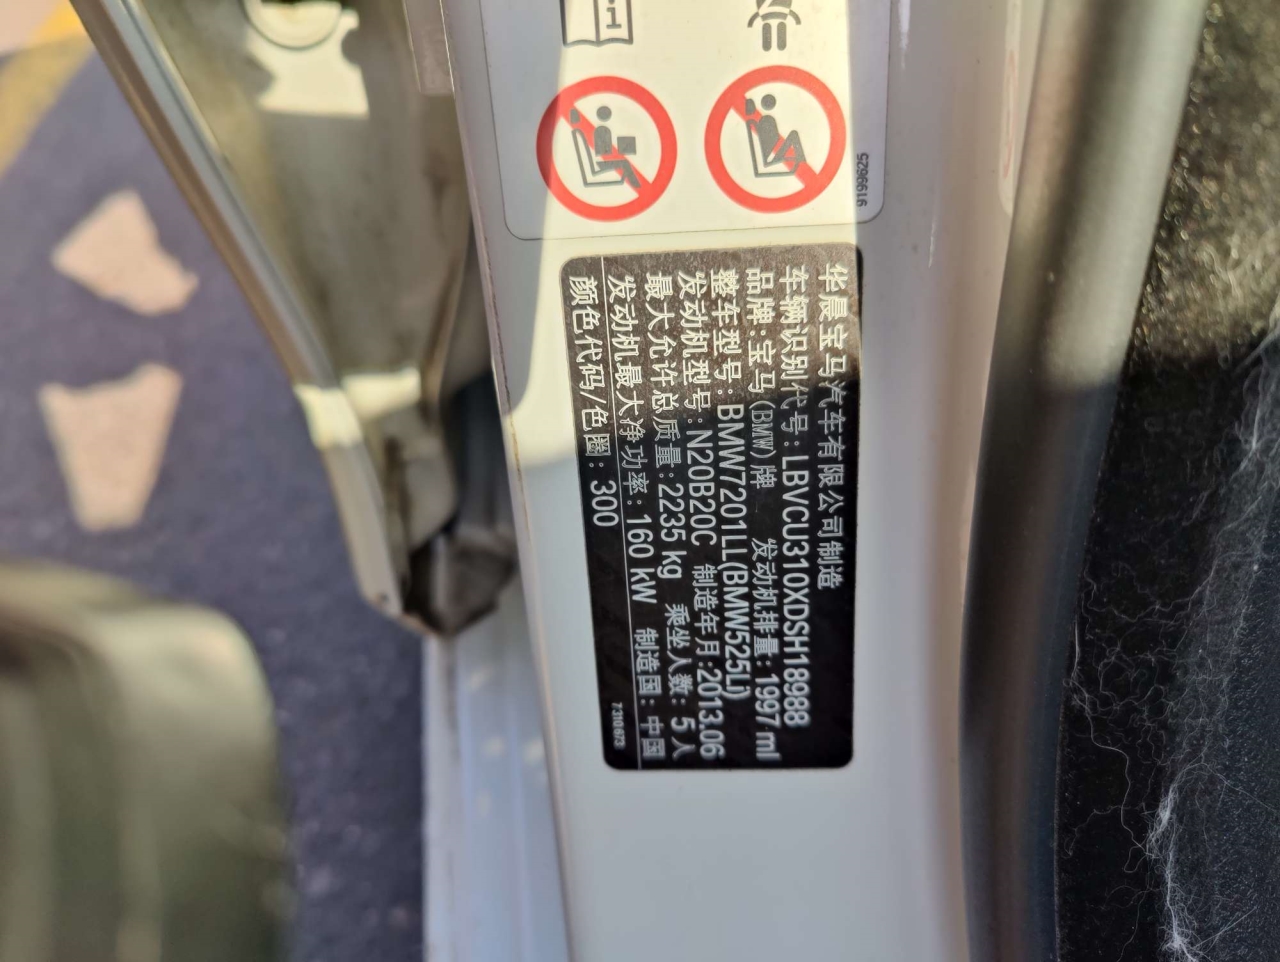 9199625
华晨宝马汽车有限公司制造
车辆识别代号: LBVCU310XDSH18988
品牌:宝马(BMW)牌 发动机排量: 1997 ml
整车型号: BMW7201LL(BMW525Li)
发动机型号: N20B20C 制造年月: 2013.06
最大允许总质量: 2235 kg 乘坐人数: 5 人
发动机最大净功率: 160 kW 制造国: 中国
颜色代码/色圈: 300
7310673